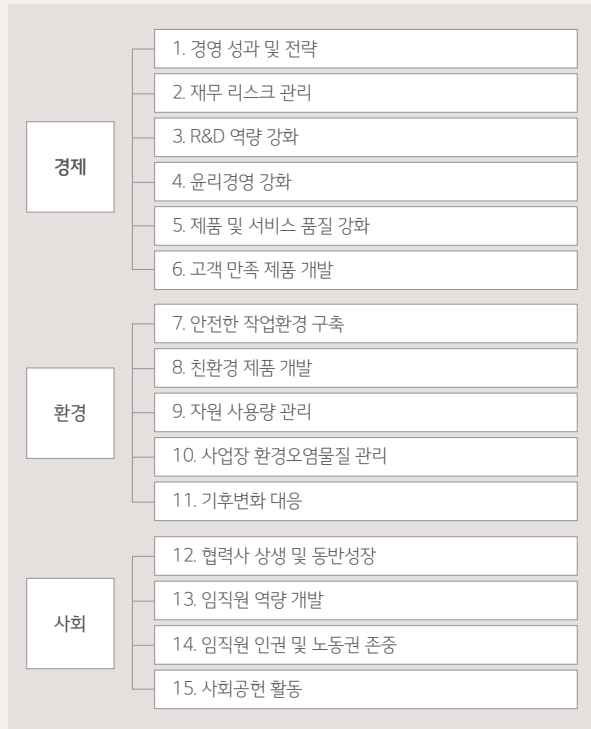 경제
1. 경영 성과 및 전략
2. 재무 리스크 관리
3. R&D 역량 강화
4. 윤리경영 강화
5. 제품 및 서비스 품질 강화
6. 고객 만족 제품 개발
환경
7. 안전한 작업환경 구축
8. 친환경 제품 개발
9. 자원 사용량 관리
10. 사업장 환경오염물질 관리
11. 기후변화 대응
사회
12. 협력사 상생 및 동반성장
13. 임직원 역량 개발
14. 임직원 인권 및 노동권 존중
15. 사회공헌 활동